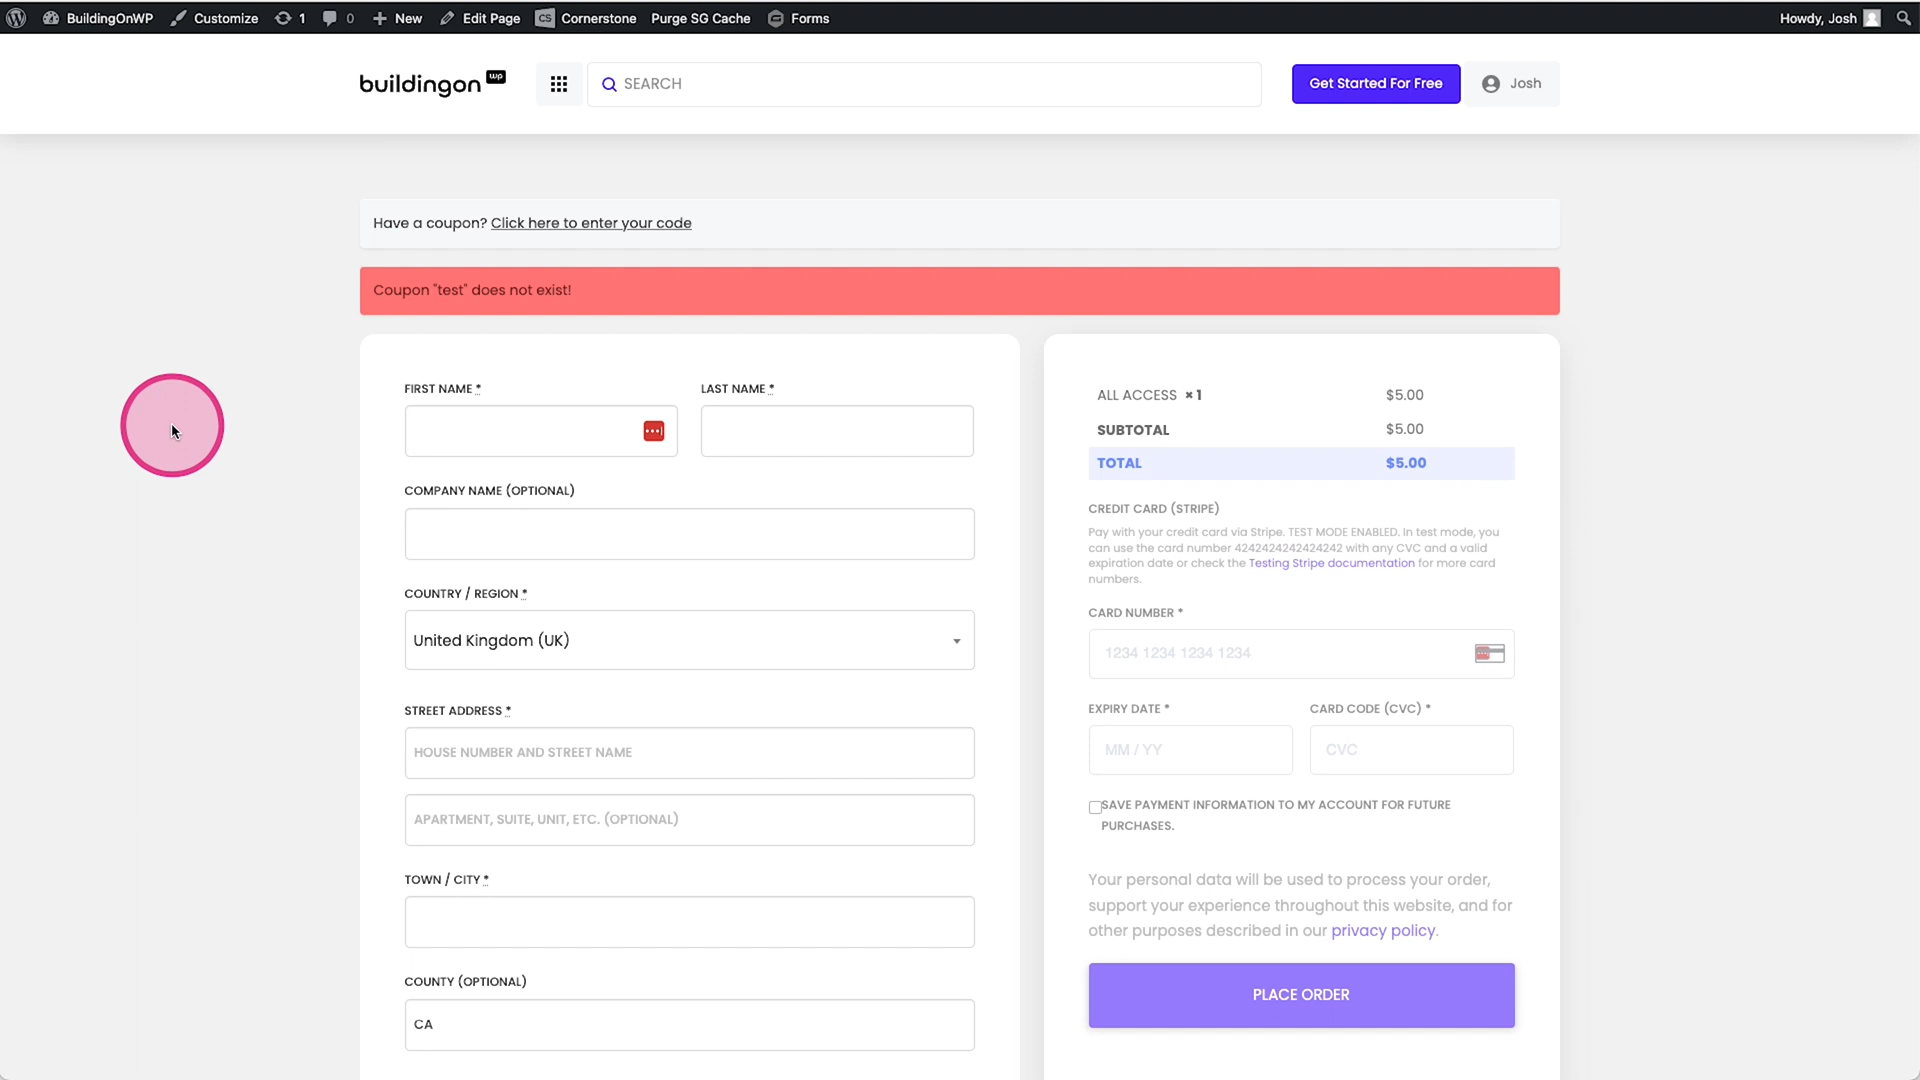 BuildingOnWP Customize 1 0 New Edit Page CS Cornerstone Purge SG Cache Forms Howdy, Josh
buildingon wp SEARCH Get Started For Free Josh
Have a coupon? Click here to enter your code
Coupon "test" does not exist!
FIRST NAME * LAST NAME *
COMPANY NAME (OPTIONAL)
COUNTRY / REGION *
United Kingdom (UK)
STREET ADDRESS *
HOUSE NUMBER AND STREET NAME
APARTMENT, SUITE, UNIT, ETC. (OPTIONAL)
TOWN / CITY *
COUNTY (OPTIONAL)
CA
ALL ACCESS × 1 $5.00
SUBTOTAL $5.00
TOTAL $5.00
CREDIT CARD (STRIPE)
Pay with your credit card via Stripe. TEST MODE ENABLED. In test mode, you
can use the card number 4242424242424242 with any CVC and a valid
expiration date or check the Testing Stripe documentation for more card
numbers.
CARD NUMBER *
1234 1234 1234 1234
EXPIRY DATE * CARD CODE (CVC) *
MM / YY CVC
SAVE PAYMENT INFORMATION TO MY ACCOUNT FOR FUTURE
PURCHASES.
Your personal data will be used to process your order,
support your experience throughout this website, and for
other purposes described in our privacy policy.
PLACE ORDER